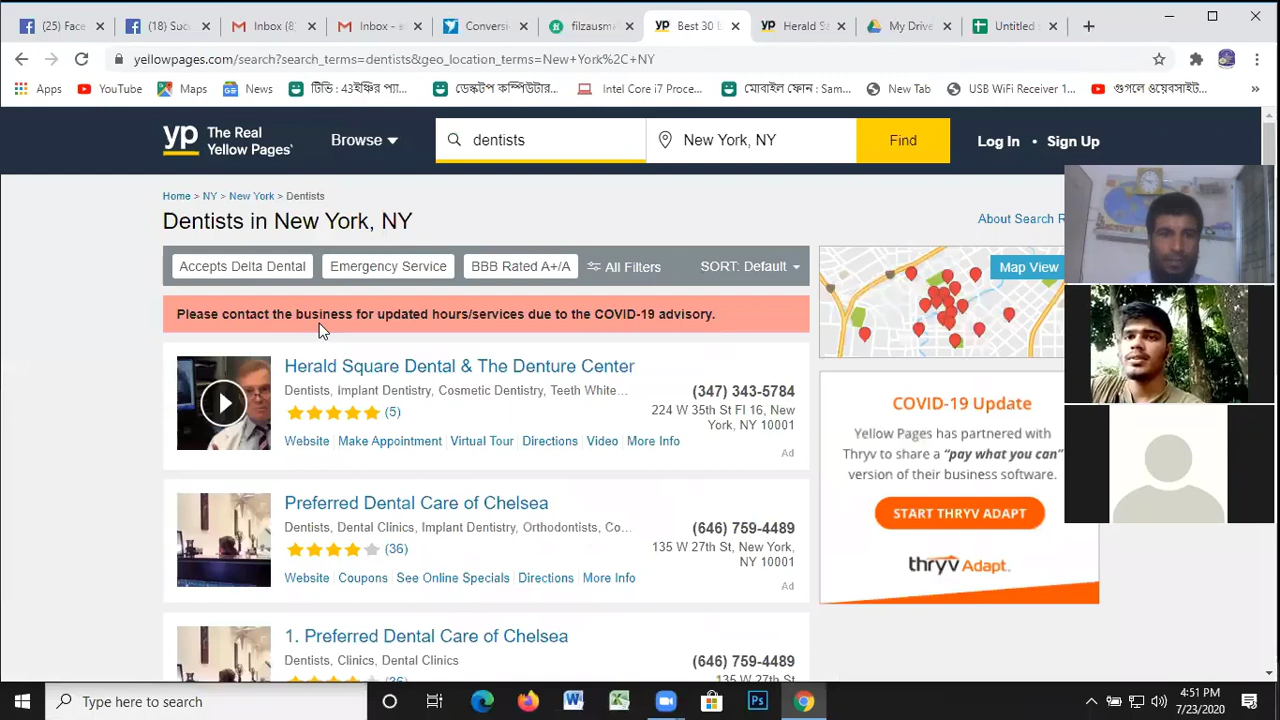 (25) Face
(18) Suc
Inbox (8
Inbox -
Conversi
filzausm
Best 30
Herald S
My Drive
Untitled
yellowpages.com/search?search_terms=dentists&geo_location_terms=New+York%2C+NY
Apps
YouTube
Maps
News
টিভি : 43ইঞ্চির প্যা...
ডেস্কটপ কম্পিউটার...
Intel Core i7 Proce...
মোবাইল ফোন : Sam...
New Tab
USB WiFi Receiver 1...
গুগলে ওয়েবসাইট...
»
yp The Real Yellow Pages
Browse
dentists
New York, NY
Find
Log In • Sign Up
Home > NY > New York > Dentists
Dentists in New York, NY
About Search R
Accepts Delta Dental
Emergency Service
BBB Rated A+/A
All Filters
SORT: Default
Map View
Please contact the business for updated hours/services due to the COVID-19 advisory.
Herald Square Dental & The Denture Center
Dentists, Implant Dentistry, Cosmetic Dentistry, Teeth White...
(5)
(347) 343-5784
224 W 35th St Fl 16, New
York, NY 10001
Website Make Appointment Virtual Tour Directions Video More Info
Ad
COVID-19 Update
Yellow Pages has partnered with
Thryv to share a "pay what you can"
version of their business software.
START THRYV ADAPT
thryv Adapt.
Preferred Dental Care of Chelsea
Dentists, Dental Clinics, Implant Dentistry, Orthodontists, Co...
(36)
(646) 759-4489
135 W 27th St, New York,
NY 10001
Website Coupons See Online Specials Directions More Info
Ad
1. Preferred Dental Care of Chelsea
Dentists, Clinics, Dental Clinics
(36)
(646) 759-4489
135 W 27th St
Type here to search
4:51 PM
7/23/2020